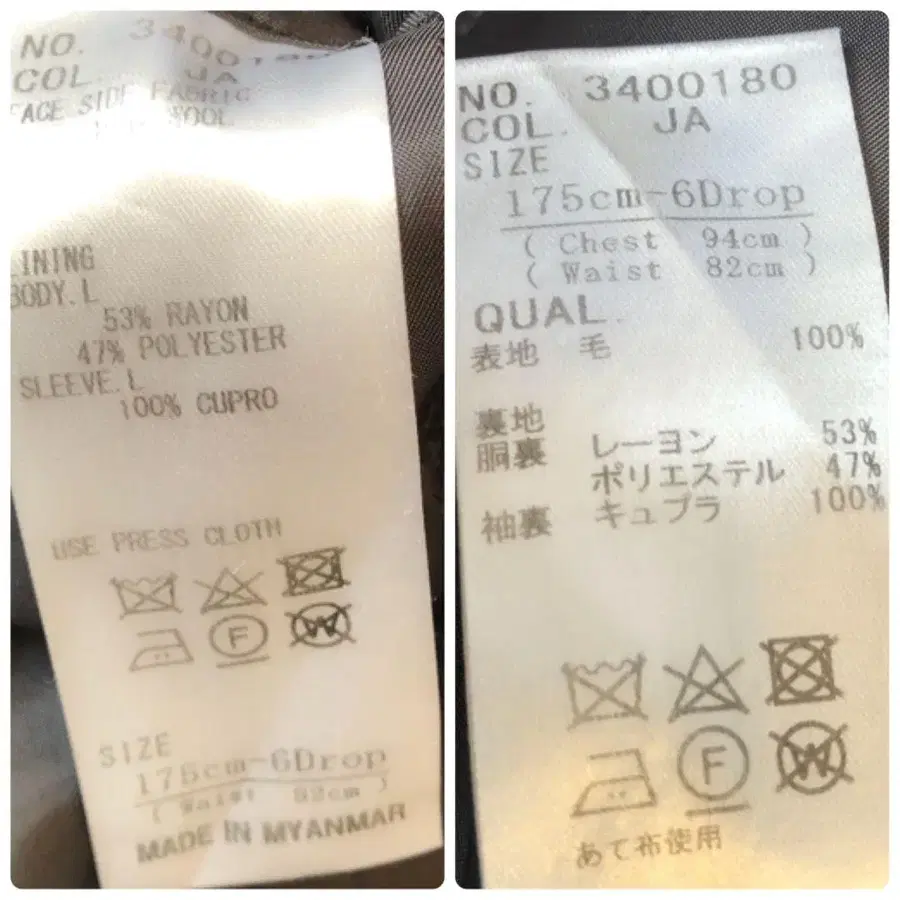 NO. 3400180
COL. JA
FACE SIDE FABRIC
WOOL
LINING
BODY.L
53% RAYON
47% POLYESTER
SLEEVE.L
100% CUPRO
USE PRESS CLOTH
F
W
SIZE
175cm-6Drop
( Waist 82cm )
MADE IN MYANMAR
NO. 3400180
COL. JA
SIZE
175cm-6Drop
( Chest 94cm )
( Waist 82cm )
QUAL.
表地 毛 100%
裏地
胴裏 レーヨン 53%
ポリエステル 47%
袖裏 キュプラ 100%
F
W
あて布使用